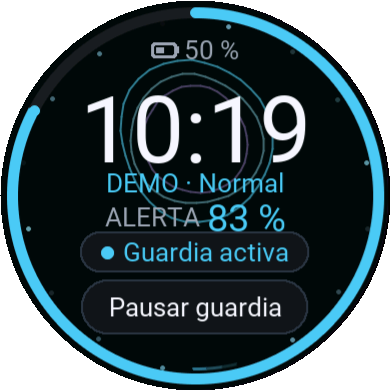 50 %
10:19
DEMO · Normal
ALERTA 83 %
Guardia activa
Pausar guardia